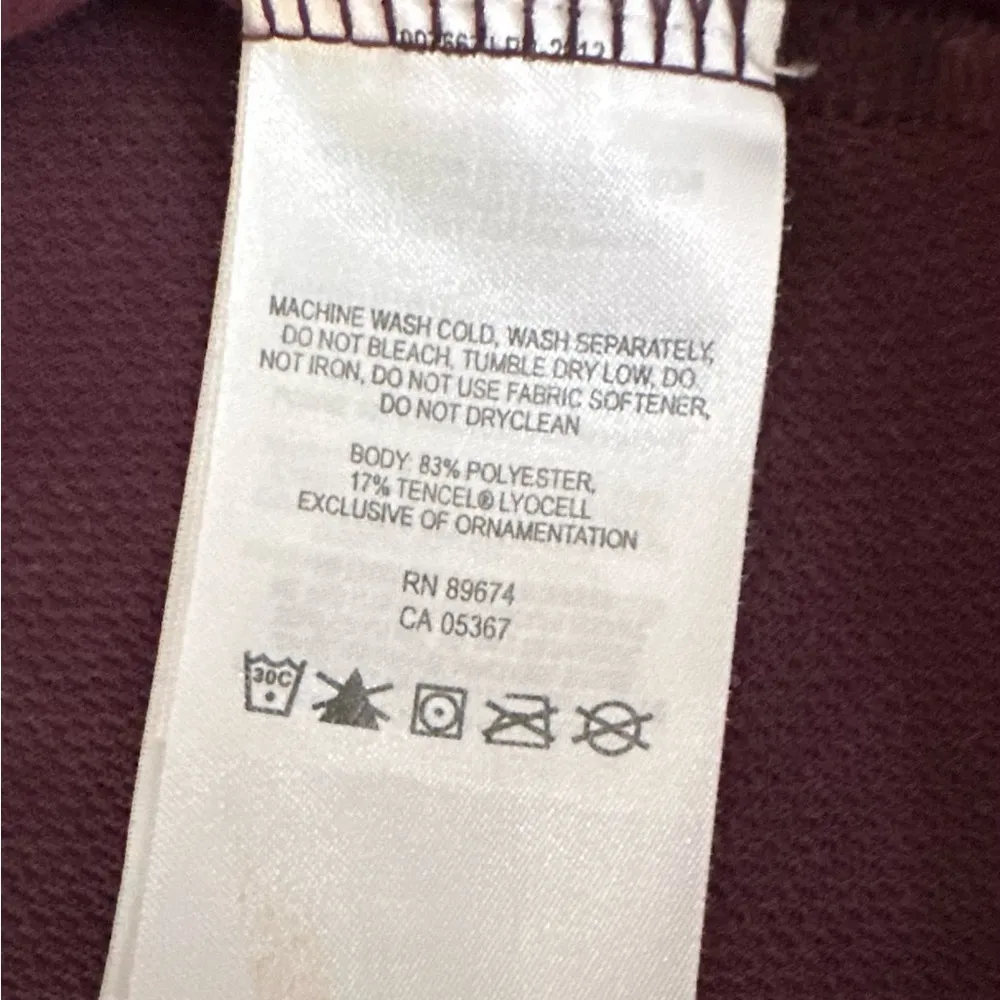 MACHINE WASH COLD, WASH SEPARATELY,
DO NOT BLEACH, TUMBLE DRY LOW, DO
NOT IRON, DO NOT USE FABRIC SOFTENER,
DO NOT DRYCLEAN
BODY: 83% POLYESTER,
17% TENCEL® LYOCELL
EXCLUSIVE OF ORNAMENTATION
RN 89674
CA 05367
30C